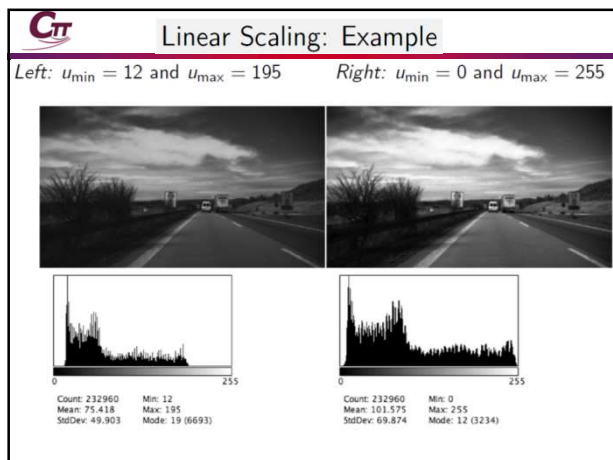 CTT
Linear Scaling: Example
Left: umin = 12 and umax = 195 Right: umin = 0 and umax = 255
0 255
Count: 232960 Min: 12
Mean: 75.418 Max: 195
StdDev: 49.903 Mode: 19 (6693)
0 255
Count: 232960 Min: 0
Mean: 101.575 Max: 255
StdDev: 69.874 Mode: 12 (3234)